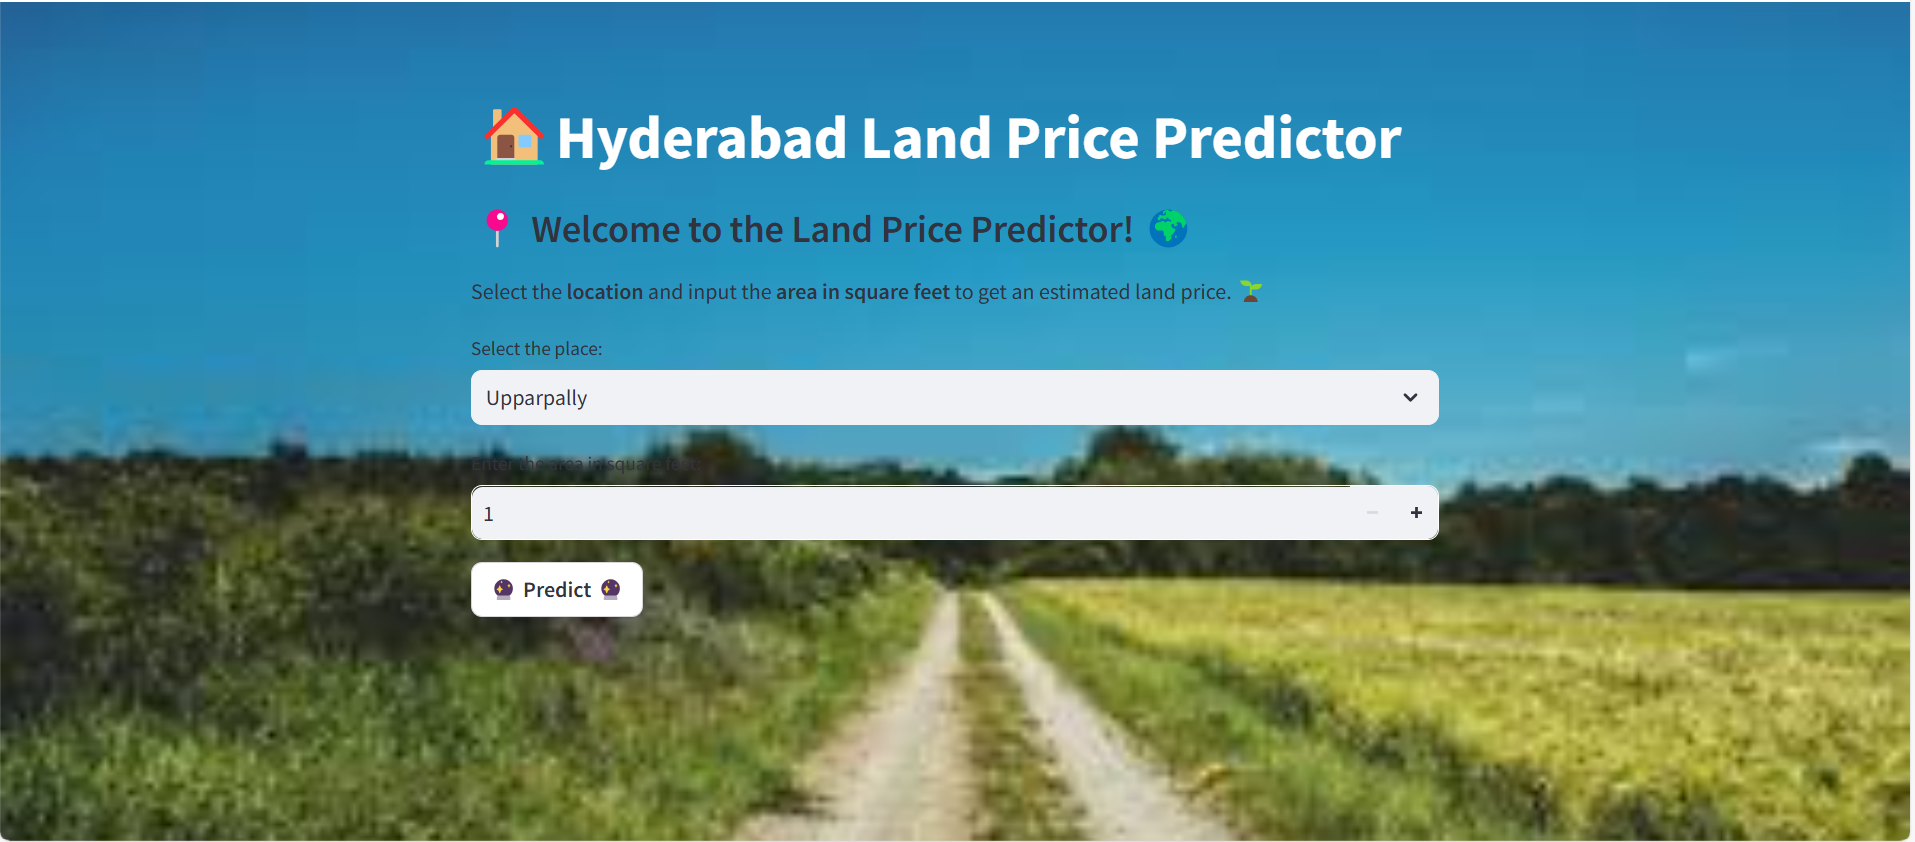 Hyderabad Land Price Predictor
Welcome to the Land Price Predictor!
Select the location and input the area in square feet to get an estimated land price.
Select the place:
Upparpally
Enter the area in square feet:
1
Predict